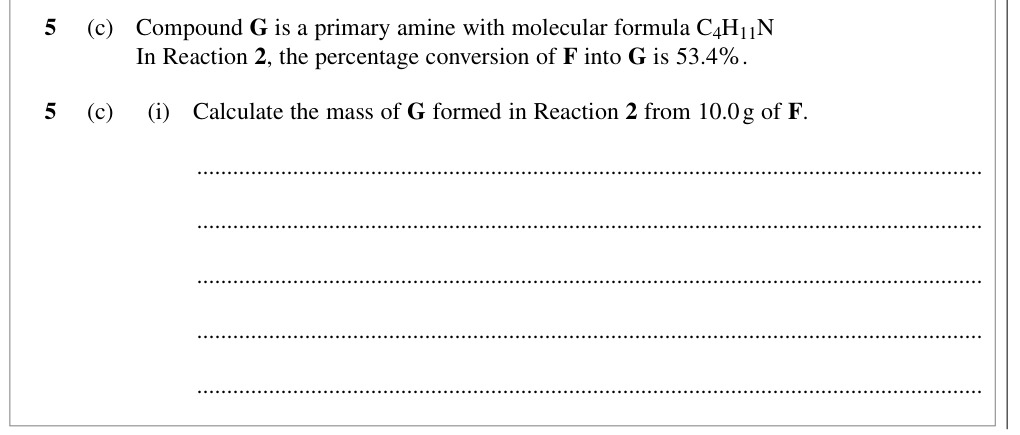 5 (c) Compound G is a primary amine with molecular formula C₄H₁₁N
In Reaction 2, the percentage conversion of F into G is 53.4%.
5 (c) (i) Calculate the mass of G formed in Reaction 2 from 10.0 g of F.